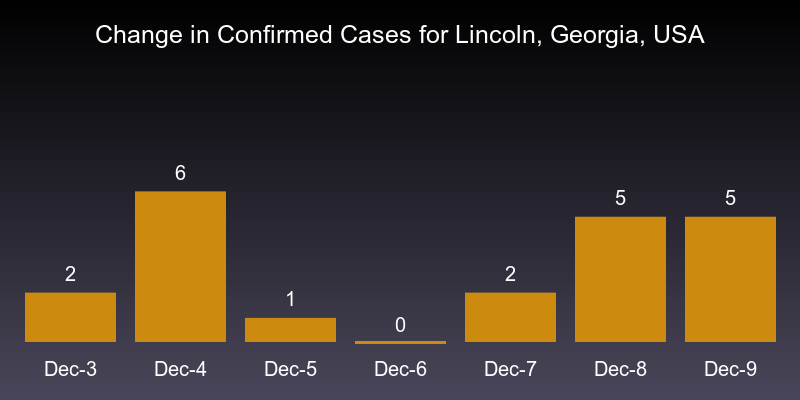 Change in Confirmed Cases for Lincoln, Georgia, USA
2
6
1
0
2
5
5
Dec-3
Dec-4
Dec-5
Dec-6
Dec-7
Dec-8
Dec-9